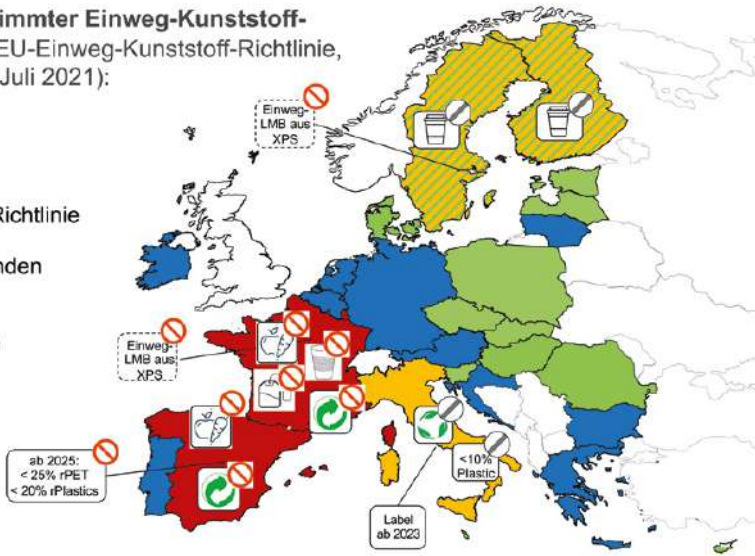 immter Einweg-Kunststoff-
EU-Einweg-Kunststoff-Richtlinie,
Juli 2021):
Einweg-
LMB aus
XPS
Richtlinie
nden
Einweg-
LMB aus
XPS
ab 2025:
< 25% rPET
< 20% rPlastics
<10%
Plastic
Label
ab 2023